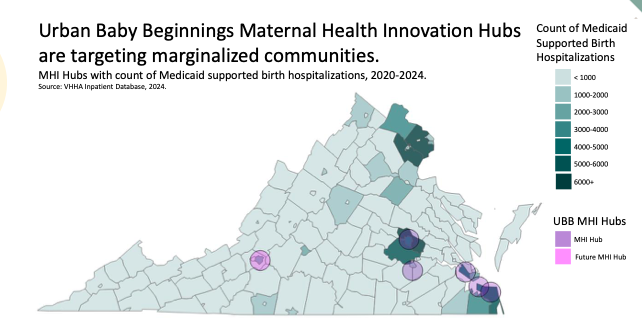 Urban Baby Beginnings Maternal Health Innovation Hubs
are targeting marginalized communities.
MHI Hubs with count of Medicaid supported birth hospitalizations, 2020-2024.
Source: VHHA Inpatient Database, 2024.
Count of Medicaid
Supported Birth
Hospitalizations
< 1000
1000-2000
2000-3000
3000-4000
4000-5000
5000-6000
6000+
UBB MHI Hubs
MHI Hub
Future MHI Hub